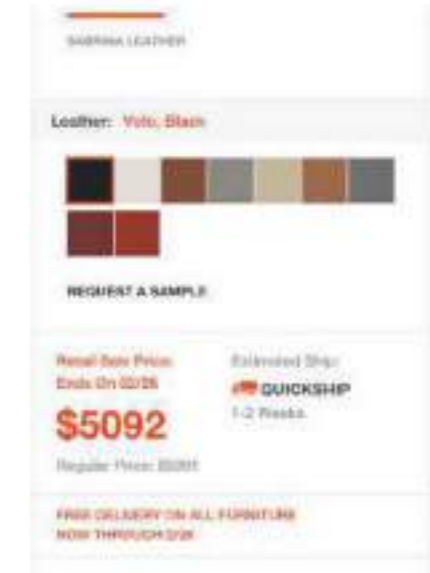 SABRINA LEATHER
Leather: Volo, Black
REQUEST A SAMPLE
Retail Sale Price:
Ends On 02/26
$5092
Regular Price:
Estimated Ship:
QUICKSHIP
1-2 Weeks
FREE DELIVERY ON ALL FURNITURE
NOW THROUGH 2/26